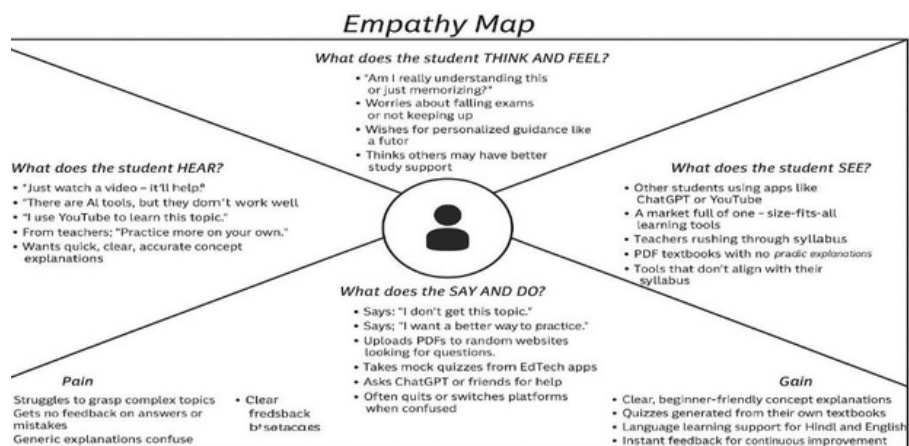 Empathy Map
What does the student THINK AND FEEL?
• "Am I really understanding this
or just memorizing?"
• Worries about falling exams
or not keeping up
• Wishes for personalized guidance like
a futor
• Thinks others may have better
study support
What does the student HEAR?
• "Just watch a video – it'll help."
• "There are AI tools, but they dom't work well
• "I use YouTube to learn this topic."
• From teachers; "Practice more on your own."
• Wants quick, clear, accurate concept
explanations
What does the student SEE?
• Other students using apps like
ChatGPT or YouTube
• A market full of one - size-fits-all
learning tools
• Teachers rushing through syllabus
• PDF textbooks with no pradic explanations
• Tools that don't align with their
syllabus
What does the SAY AND DO?
• Says: "I don't get this topic."
• Says; "I want a better way to practice."
• Uploads PDFs to random websites
looking for questions.
• Takes mock quizzes from EdTech apps
• Asks ChatGPT or friends for help
• Often quits or switches platforms
when confused
Pain
Struggles to grasp complex topics
Gets no feedback on answers or
mistakes
Generic explanations confuse
• Clear
fredsback
Gain
• Clear, beginner-friendly concept explanations
• Quizzes generated from their own textbooks
• Language learning support for Hindl and English
• Instant feedback for continuous improvement